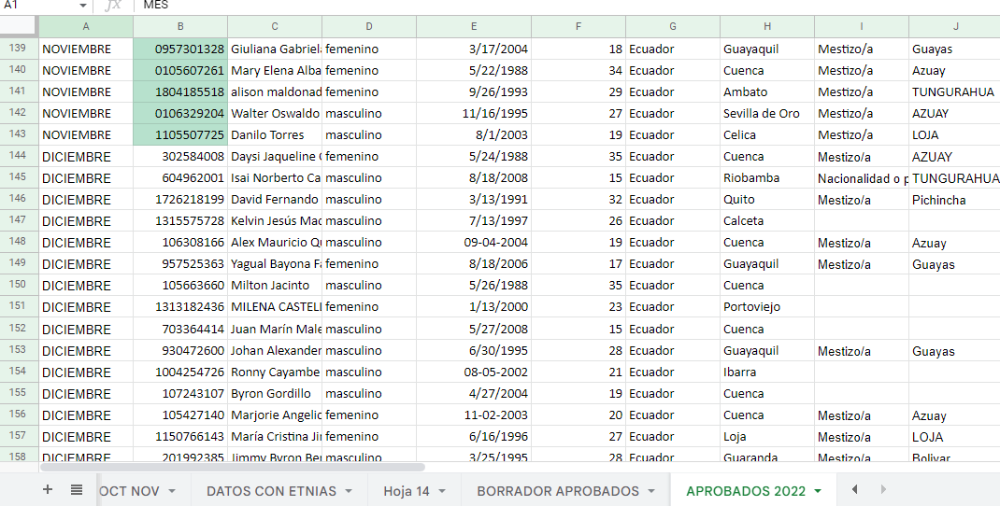 A1 fx MES
A B C D E F G H I J
139 NOVIEMBRE 0957301328 Giuliana Gabriela femenino 3/17/2004 18 Ecuador Guayaquil Mestizo/a Guayas
140 NOVIEMBRE 0105607261 Mary Elena Alba femenino 5/22/1988 34 Ecuador Cuenca Mestizo/a Azuay
141 NOVIEMBRE 1804185518 alison maldonad femenino 9/26/1993 29 Ecuador Ambato Mestizo/a TUNGURAHUA
142 NOVIEMBRE 0106329204 Walter Oswaldo masculino 11/16/1995 27 Ecuador Sevilla de Oro Mestizo/a AZUAY
143 NOVIEMBRE 1105507725 Danilo Torres masculino 8/1/2003 19 Ecuador Celica Mestizo/a LOJA
144 DICIEMBRE 302584008 Daysi Jaqueline femenino 5/24/1988 35 Ecuador Cuenca Mestizo/a AZUAY
145 DICIEMBRE 604962001 Isai Norberto Ca masculino 8/18/2008 15 Ecuador Riobamba Nacionalidad o p TUNGURAHUA
146 DICIEMBRE 1726218199 David Fernando masculino 3/13/1991 32 Ecuador Quito Mestizo/a Pichincha
147 DICIEMBRE 1315575728 Kelvin Jesús Mac masculino 7/13/1997 26 Ecuador Calceta
148 DICIEMBRE 106308166 Alex Mauricio Qu masculino 09-04-2004 19 Ecuador Cuenca Mestizo/a Azuay
149 DICIEMBRE 957525363 Yagual Bayona Fa femenino 8/18/2006 17 Ecuador Guayaquil Mestizo/a Guayas
150 DICIEMBRE 105663660 Milton Jacinto masculino 5/26/1988 35 Ecuador Cuenca
151 DICIEMBRE 1313182436 MILENA CASTELL femenino 1/13/2000 23 Ecuador Portoviejo
152 DICIEMBRE 703364414 Juan Marín Male masculino 5/27/2008 15 Ecuador Cuenca
153 DICIEMBRE 930472600 Johan Alexander masculino 6/30/1995 28 Ecuador Guayaquil Mestizo/a Guayas
154 DICIEMBRE 1004254726 Ronny Cayambe masculino 08-05-2002 21 Ecuador Ibarra
155 DICIEMBRE 107243107 Byron Gordillo masculino 4/27/2004 19 Ecuador Cuenca
156 DICIEMBRE 105427140 Marjorie Angelic femenino 11-02-2003 20 Ecuador Cuenca Mestizo/a Azuay
157 DICIEMBRE 1150766143 María Cristina Ji femenino 6/16/1996 27 Ecuador Loja Mestizo/a LOJA
158 DICIEMBRE 201992385 Jimmy Byron Be masculino 3/25/1995 28 Ecuador Guaranda Mestizo/a Bolivar
OCT NOV DATOS CON ETNIAS Hoja 14 BORRADOR APROBADOS APROBADOS 2022